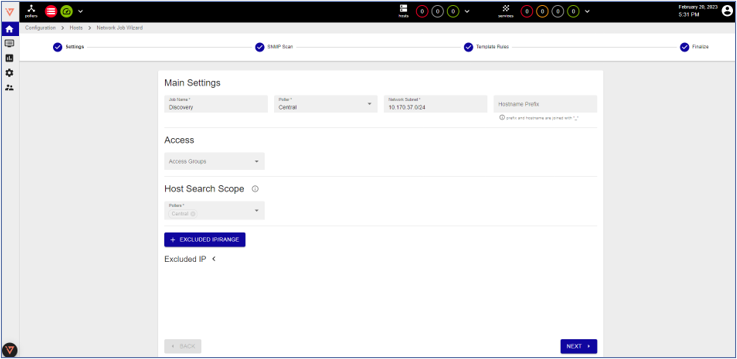 pollers
hosts
0 0 0
services
0 0 0 0
February 20, 2023
5:31 PM
Configuration > Hosts > Network Job Wizard
Settings
SNMP Scan
Template Rules
Finalize
Main Settings
Job Name *
Discovery
Poller *
Central
Network Subnet *
10.170.37.0/24
Hostname Prefix
prefix and hostname are joined with "_"
Access
Access Groups
Host Search Scope
Pollers *
Central
+ EXCLUDED IP/RANGE
Excluded IP
BACK
NEXT